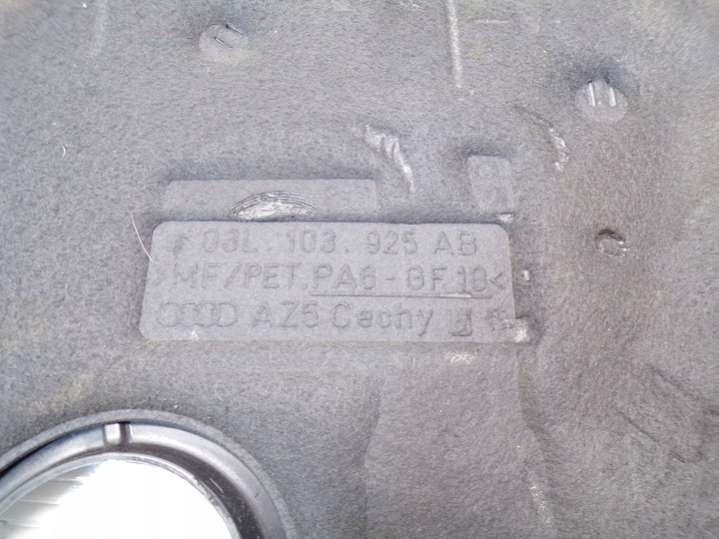 03L . 103 . 925 AB
>MF/PET. PA6-GF10<
AZ5 Cechy